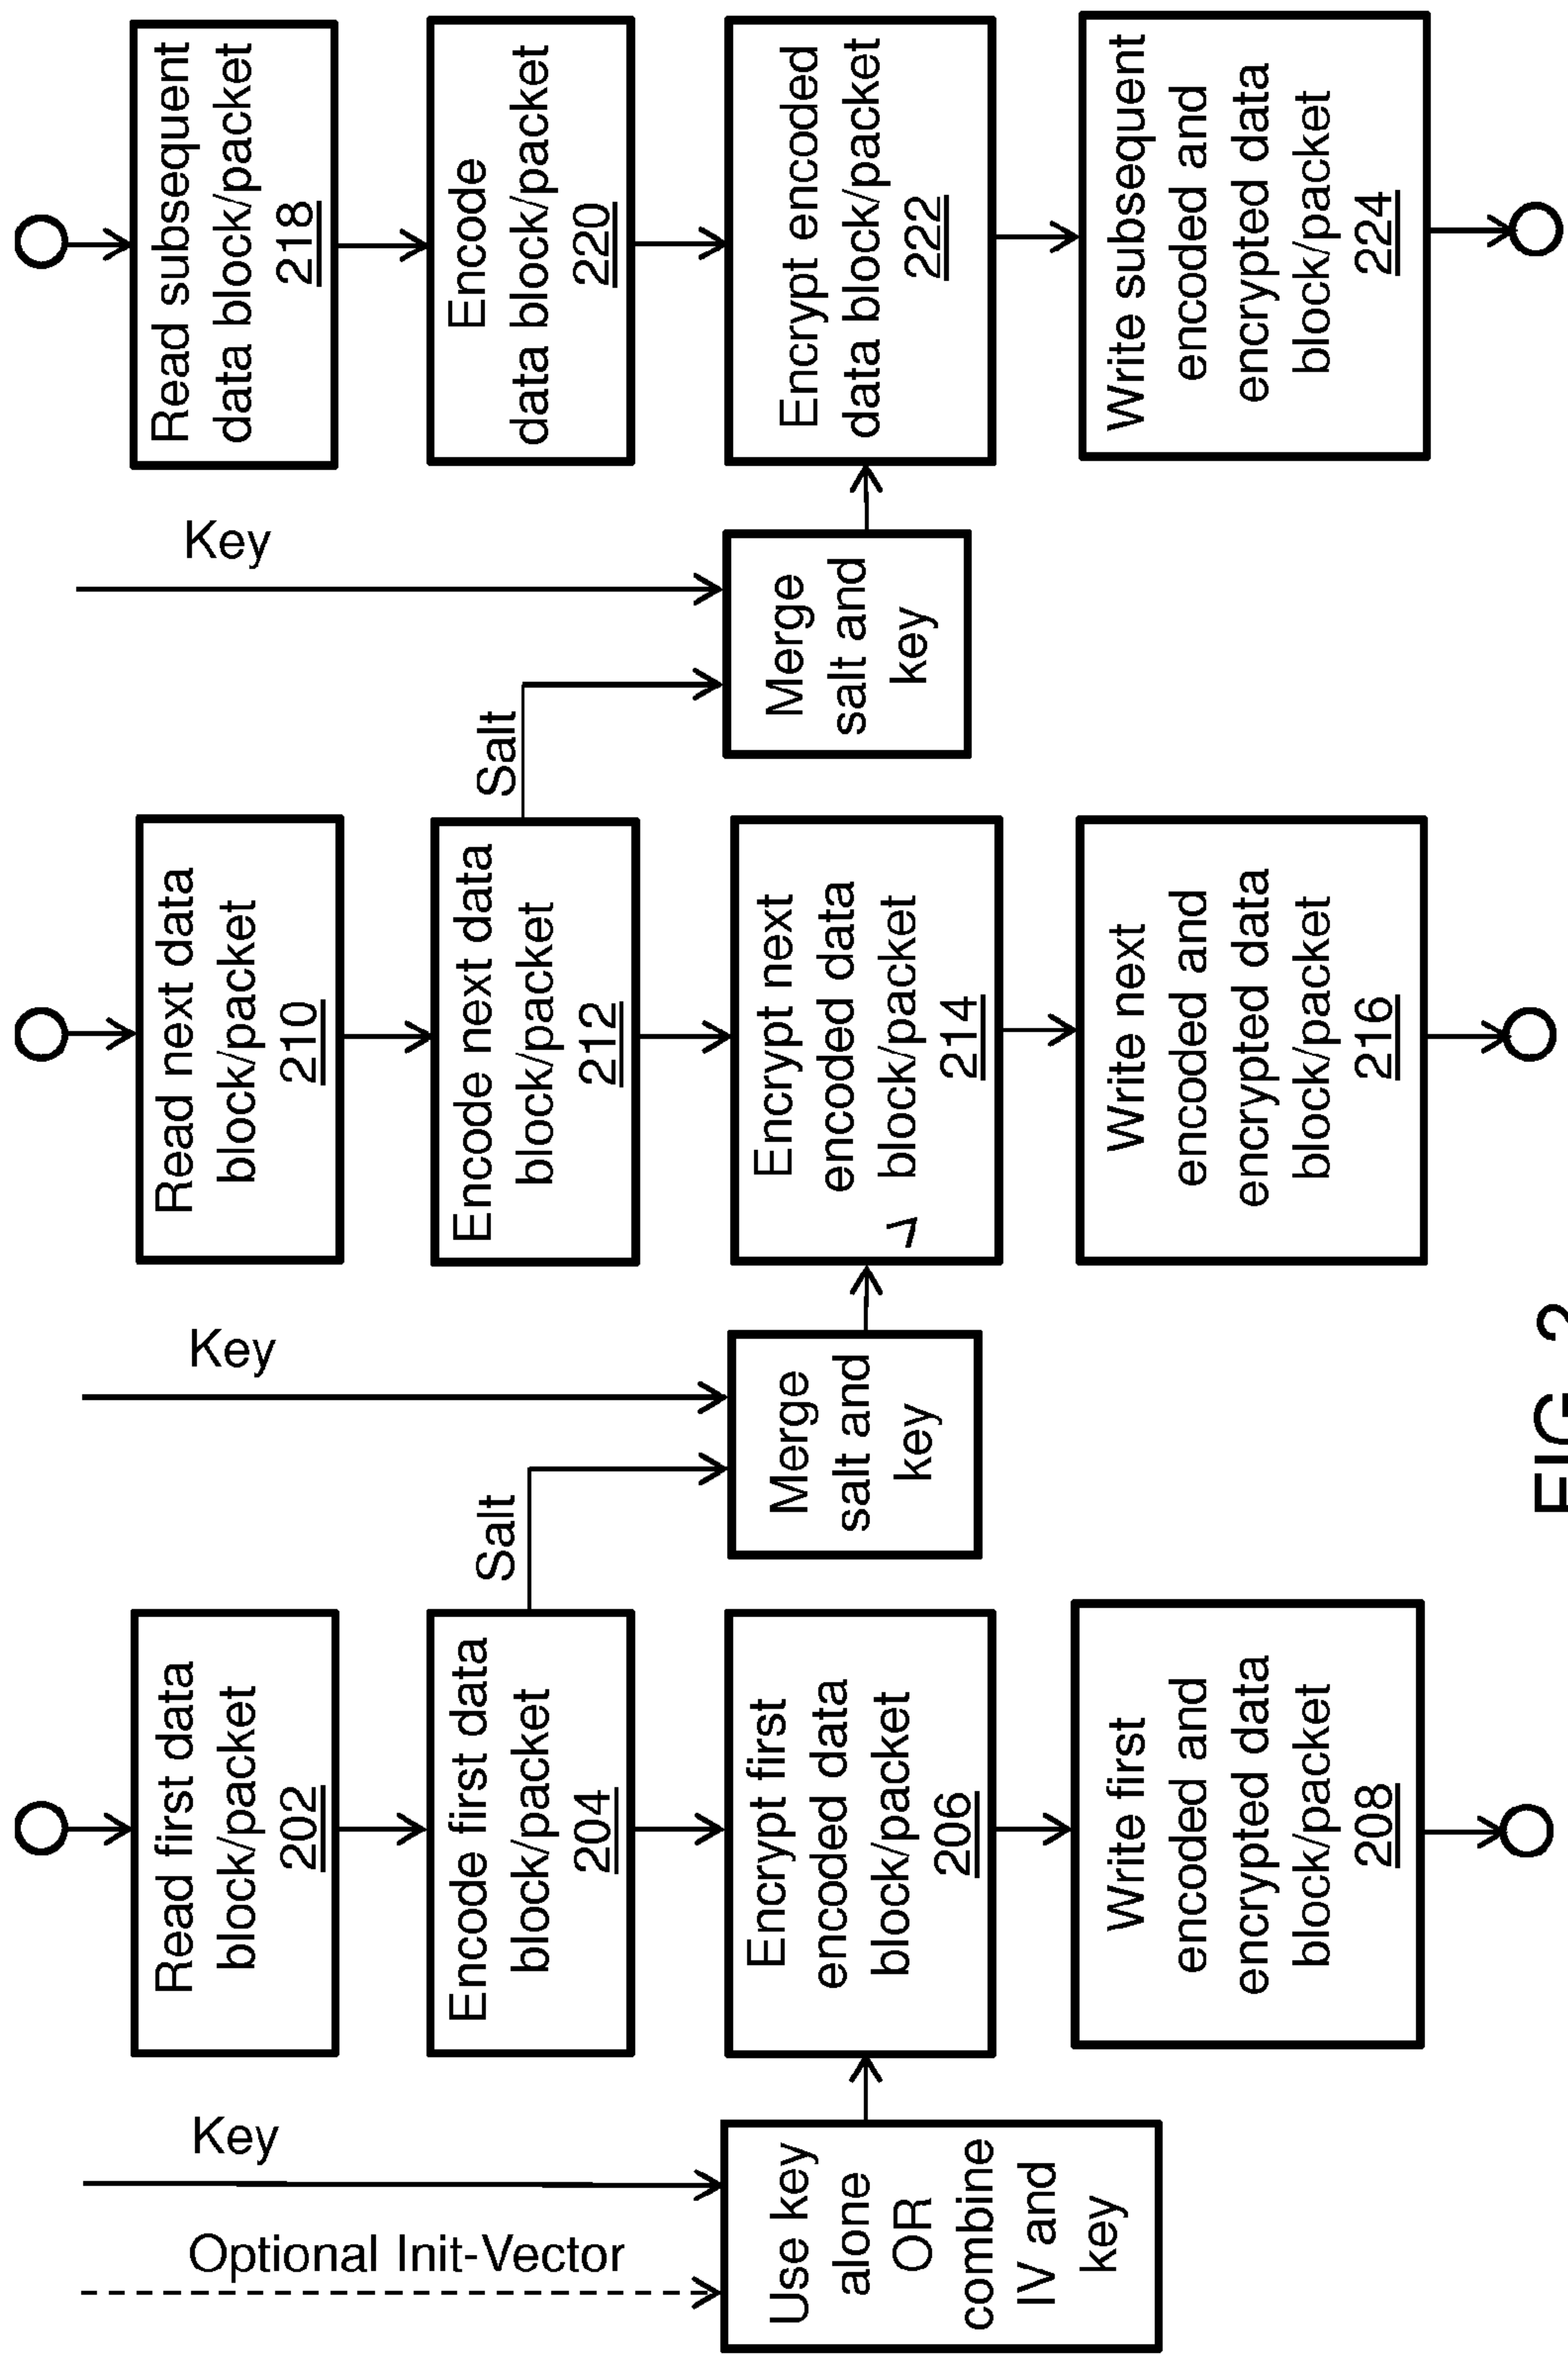 Optional Init-Vector
Key
Use key
alone
OR
combine
IV and
key
Read first data
block/packet
202
Encode first data
block/packet
204
Encrypt first
encoded data
block/packet
206
Write first
encoded and
encrypted data
block/packet
208
Salt
Key
Merge
salt and
key
Read next data
block/packet
210
Encode next data
block/packet
212
Encrypt next
encoded data
block/packet
214
Write next
encoded and
encrypted data
block/packet
216
Salt
Key
Merge
salt and
key
Read subsequent
data block/packet
218
Encode
data block/packet
220
Encrypt encoded
data block/packet
222
Write subsequent
encoded and
encrypted data
block/packet
224
FIG. 2